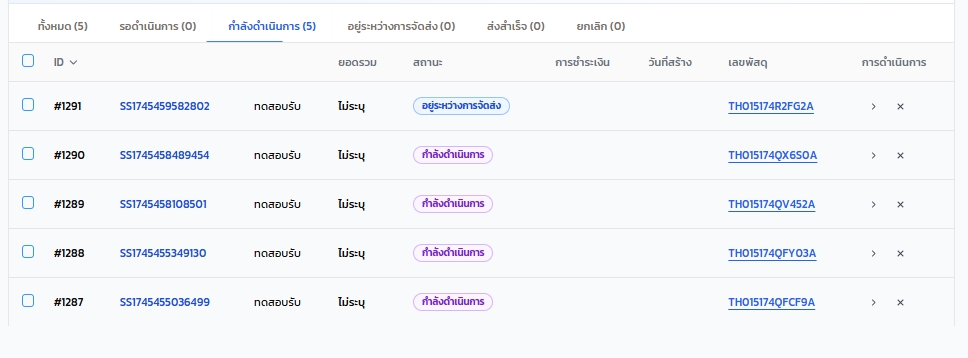 ทั้งหมด (5) รอดำเนินการ (0) กำลังดำเนินการ (5) อยู่ระหว่างการจัดส่ง (0) ส่งสำเร็จ (0) ยกเลิก (0)
ID ยอดรวม สถานะ การชำระเงิน วันที่สร้าง เลขพัสดุ การดำเนินการ
#1291 SS1745459582802 ทดสอบรับ ไม่ระบุ อยู่ระหว่างการจัดส่ง TH015174R2FG2A
#1290 SS1745458489454 ทดสอบรับ ไม่ระบุ กำลังดำเนินการ TH015174QX6S0A
#1289 SS1745458108501 ทดสอบรับ ไม่ระบุ กำลังดำเนินการ TH015174QV452A
#1288 SS1745455349130 ทดสอบรับ ไม่ระบุ กำลังดำเนินการ TH015174QFY03A
#1287 SS1745455036499 ทดสอบรับ ไม่ระบุ กำลังดำเนินการ TH015174QFCF9A